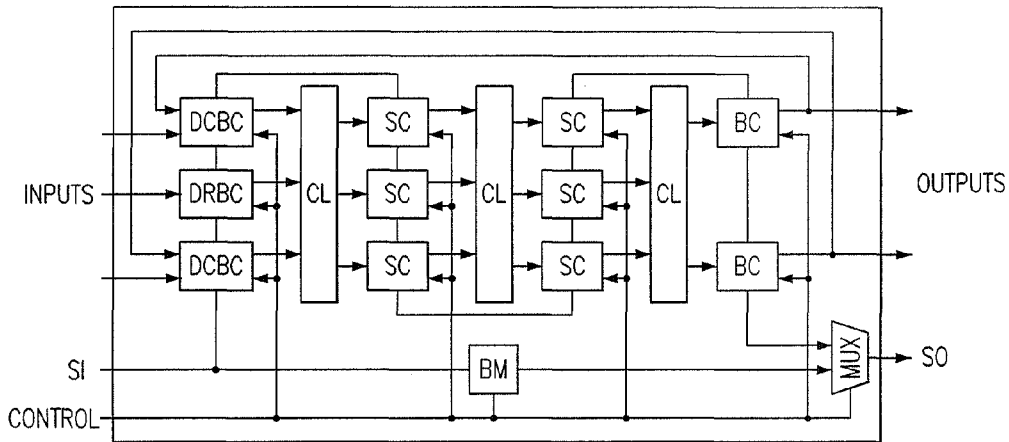 DCBC
SC
SC
BC
INPUTS
DRBC
CL
SC
CL
SC
CL
OUTPUTS
DCBC
SC
SC
BC
SI
BM
MUX
SO
CONTROL